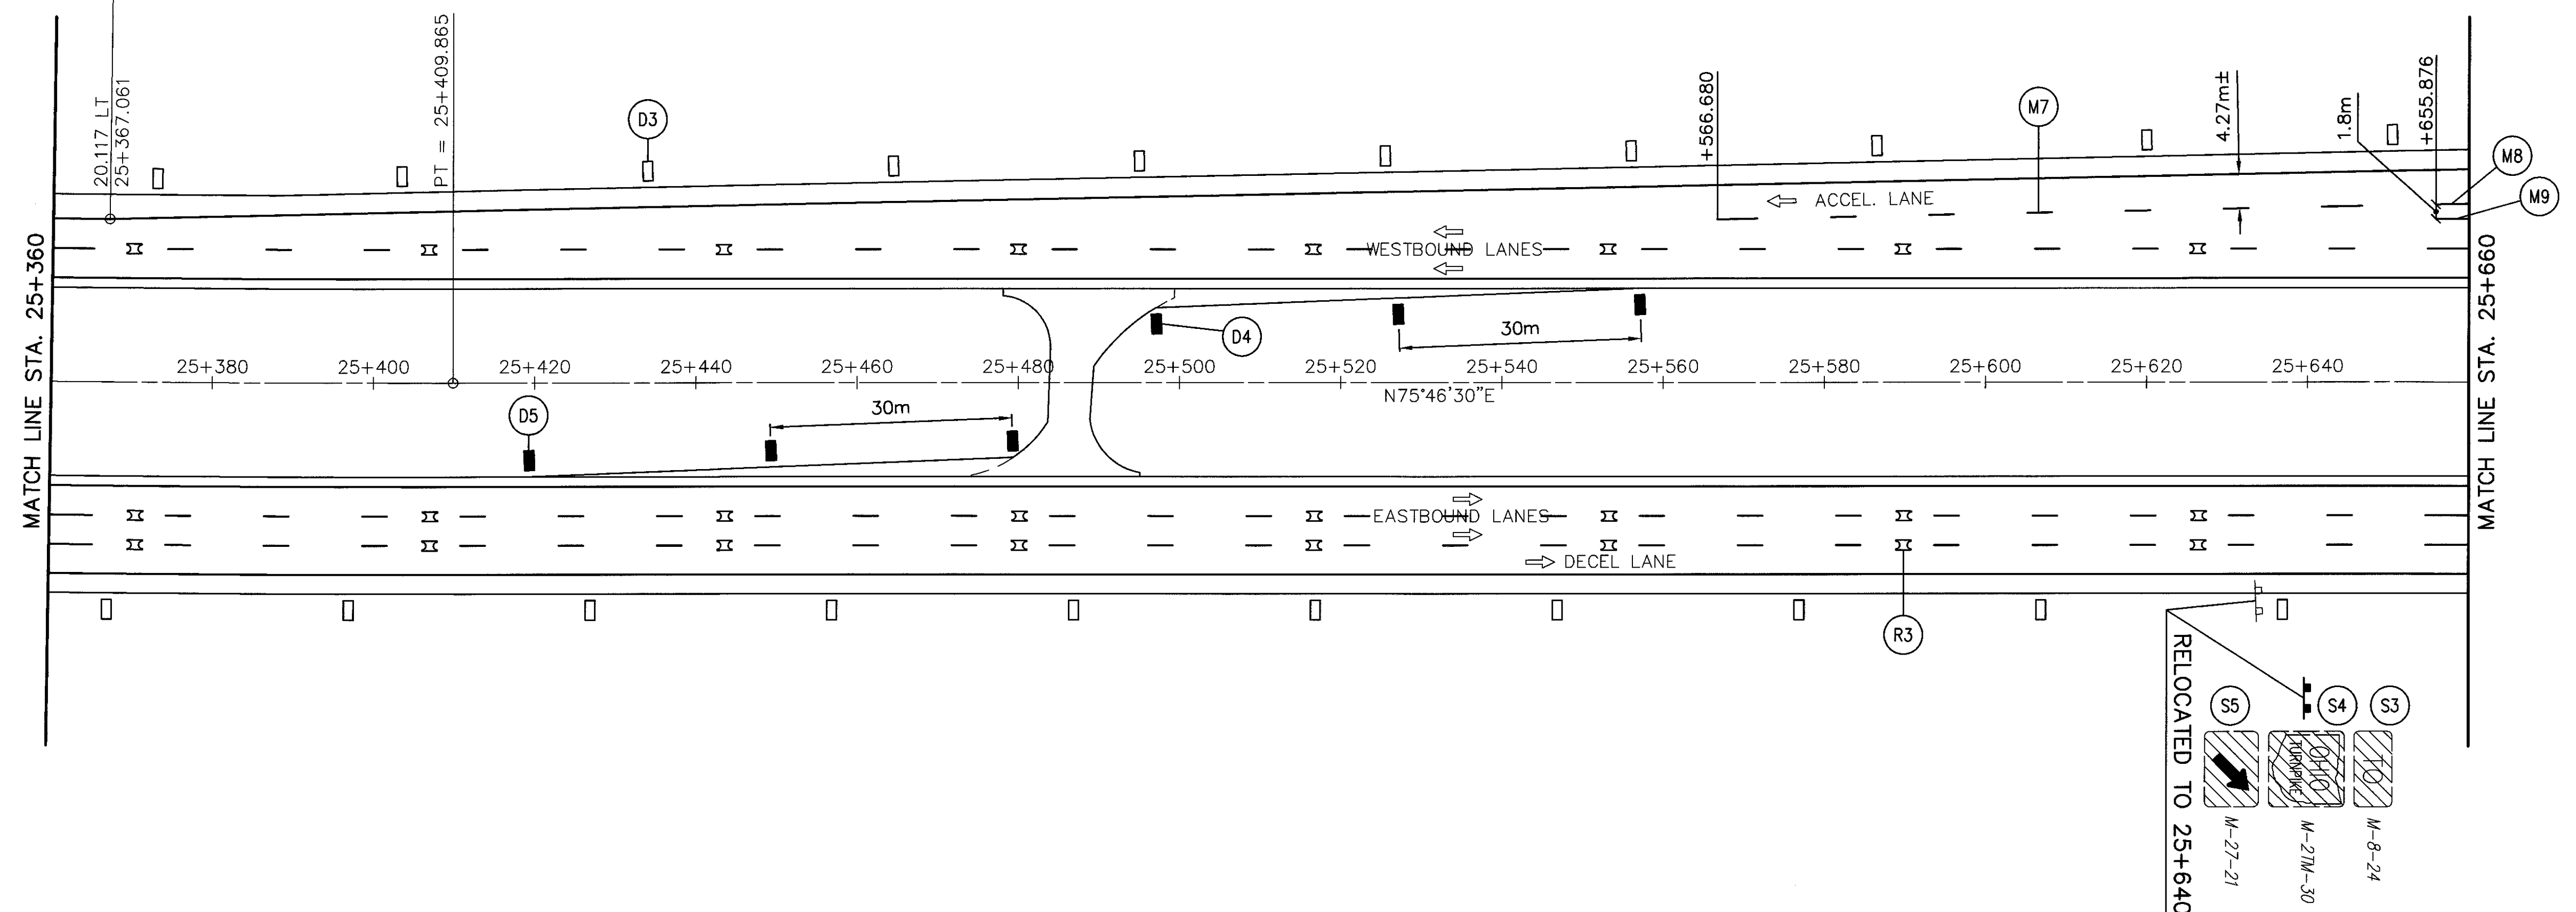 20.117 LT
25+367.061
PT = 25+409.865
D3
+566.680
M7
4.27m±
1.8m
+655.876
M8
M9
ACCEL. LANE
WESTBOUND LANES
MATCH LINE STA. 25+360
MATCH LINE STA. 25+660
D4
30m
25+380
25+400
25+420
25+440
25+460
25+480
25+500
25+520
25+540
25+560
25+580
25+600
25+620
25+640
N75°46'30"E
D5
30m
EASTBOUND LANES
DECEL LANE
R3
RELOCATED TO 25+640
S5
S4
S3
OHIO
TURNPIKE
TO
M-27-21
M-2TM-30
M-8-24